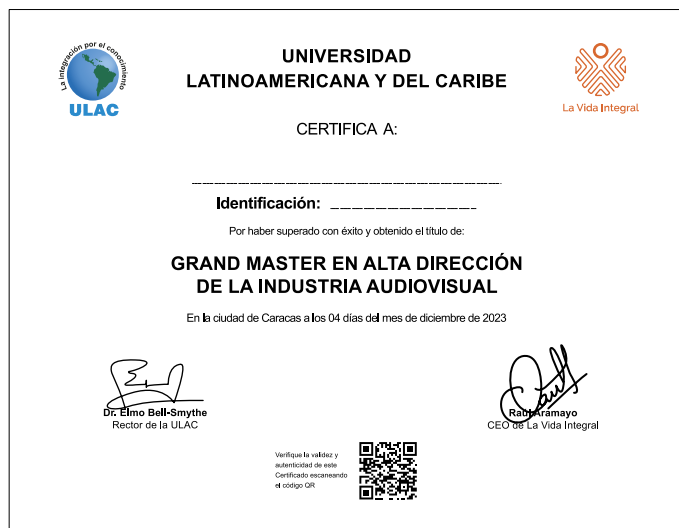 La integración por el conocimiento
ULAC
UNIVERSIDAD
LATINOAMERICANA Y DEL CARIBE
La Vida Integral
CERTIFICA A:
Identificación:
Por haber superado con éxito y obtenido el título de:
GRAND MASTER EN ALTA DIRECCIÓN
DE LA INDUSTRIA AUDIOVISUAL
En la ciudad de Caracas a los 04 días del mes de diciembre de 2023
Dr. Elmo Bell-Smythe
Rector de la ULAC
Raúl Aramayo
CEO de La Vida Integral
Verifique la validez y
autenticidad de este
Certificado escaneando
el código QR